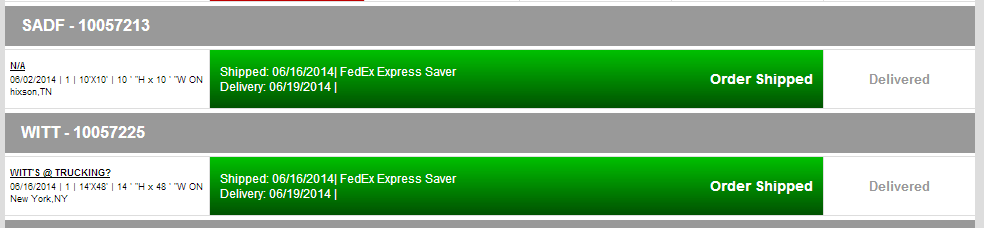 SADF - 10057213
N/A
06/02/2014 | 1 | 10'X10' | 10 ' "H x 10 ' "W ON
hixson,TN
Shipped: 06/16/2014| FedEx Express Saver
Delivery: 06/19/2014 |
Order Shipped
Delivered
WITT - 10057225
WITT'S @ TRUCKING?
06/16/2014 | 1 | 14'X48' | 14 ' "H x 48 ' "W ON
New York,NY
Shipped: 06/16/2014| FedEx Express Saver
Delivery: 06/19/2014 |
Order Shipped
Delivered